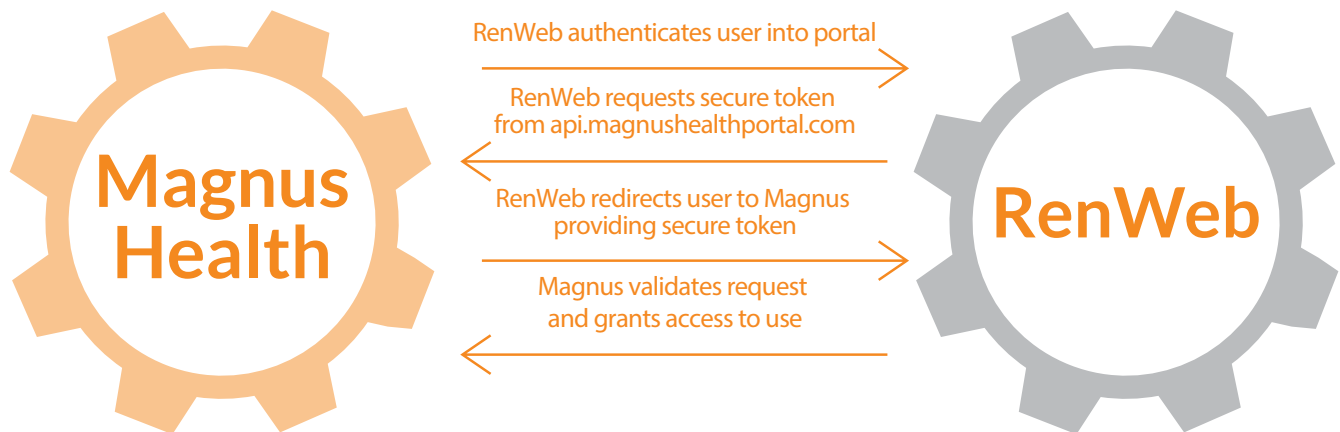 Magnus
Health
RenWeb authenticates user into portal
RenWeb requests secure token
from api.magnushealthportal.com
RenWeb redirects user to Magnus
providing secure token
Magnus validates request
and grants access to use
RenWeb